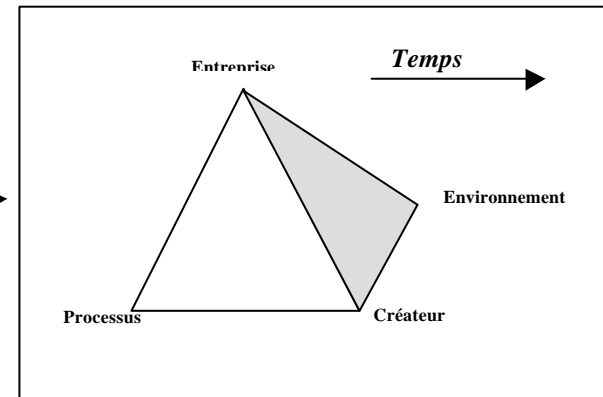 Temps
Entreprise
Environnement
Processus
Créateur